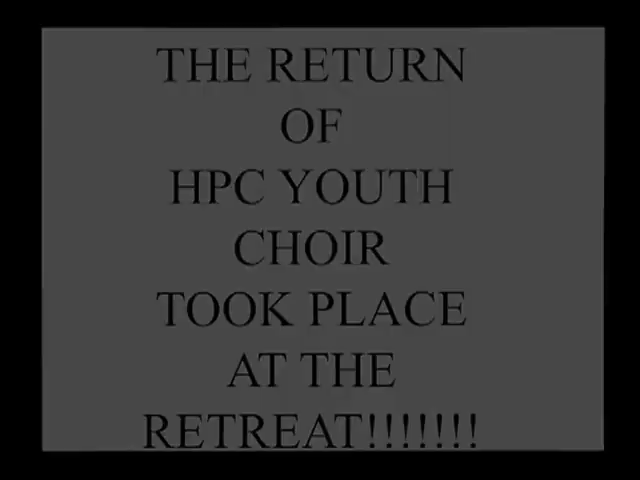 THE RETURN
OF
HPC YOUTH
CHOIR
TOOK PLACE
AT THE
RETREAT!!!!!!!